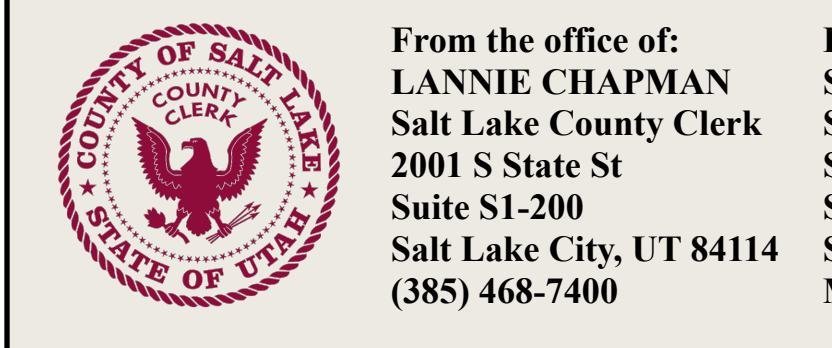 COUNTY OF SALT LAKE
COUNTY
CLERK
STATE OF UTAH
From the office of:
LANNIE CHAPMAN
Salt Lake County Clerk
2001 S State St
Suite S1-200
Salt Lake City, UT 84114
(385) 468-7400